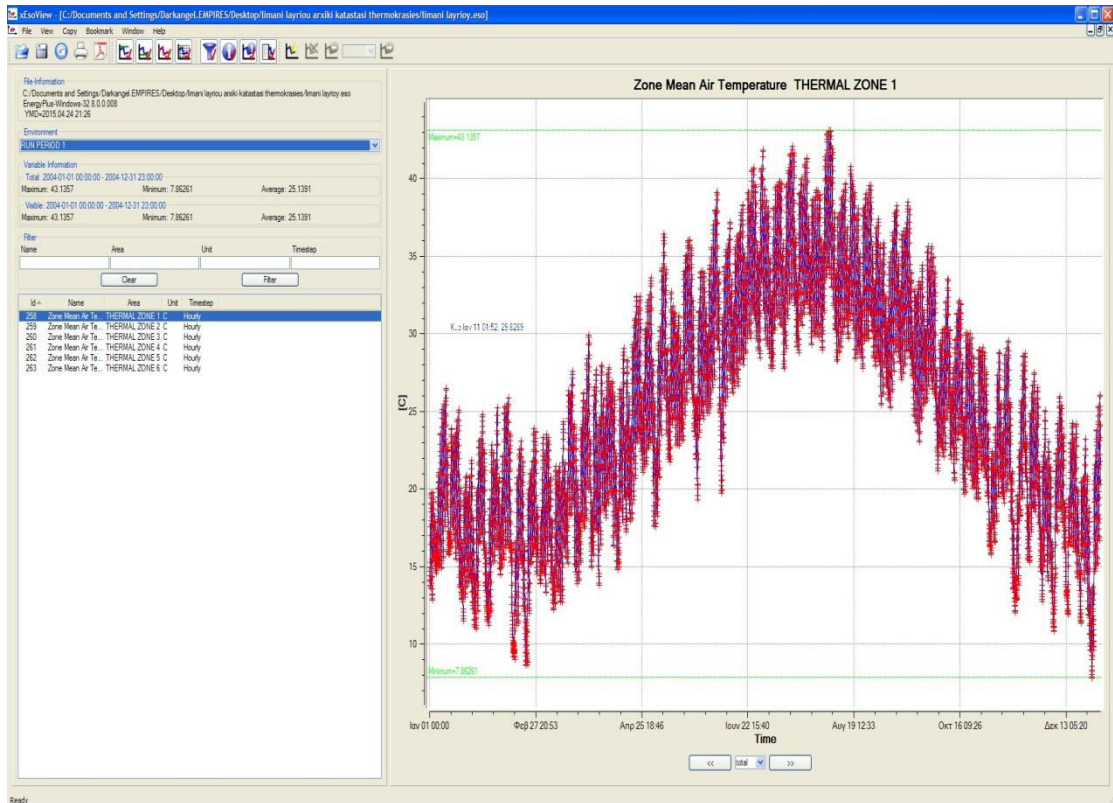 xEsoView - [C:/Documents and Settings/Darkangel.EMPIRES/Desktop/limani layriou arxiki katastasi thermokrasies/limani layrioy.eso]
File View Copy Bookmark Window Help
File-Information
C:/Documents and Settings/Darkangel.EMPIRES/Desktop/limani layriou arxiki katastasi thermokrasies/limani layrioy.eso
EnergyPlus-Windows-32 8.0.0.008
YMD=2015.04.24 21:26
Environment
RUN PERIOD 1
Variable Information
Total: 2004-01-01 00:00:00 - 2004-12-31 23:00:00
Maximum: 43.1357 Minimum: 7.86261 Average: 25.1391
Visible: 2004-01-01 00:00:00 - 2004-12-31 23:00:00
Maximum: 43.1357 Minimum: 7.86261 Average: 25.1391
Filter
Name Area Unit Timestep
Clear Filter
Id Name Area Unit Timestep
258 Zone Mean Air Te... THERMAL ZONE 1 C Hourly
259 Zone Mean Air Te... THERMAL ZONE 2 C Hourly
260 Zone Mean Air Te... THERMAL ZONE 3 C Hourly
261 Zone Mean Air Te... THERMAL ZONE 4 C Hourly
262 Zone Mean Air Te... THERMAL ZONE 5 C Hourly
263 Zone Mean Air Te... THERMAL ZONE 6 C Hourly
Ready
Zone Mean Air Temperature THERMAL ZONE 1
Maximum=43.1357
40
35
30
11 01:52,
25
[C]
20
15
10
Minimum=7.86261
Ιαν 01 00:00 Φεβ 27 20:53 Απρ 25 18:46 Ιουν 22 15:40 Αυγ 19 12:33 Οκτ 16 09:26 Δεκ 13 05:20
Time
<< total >>